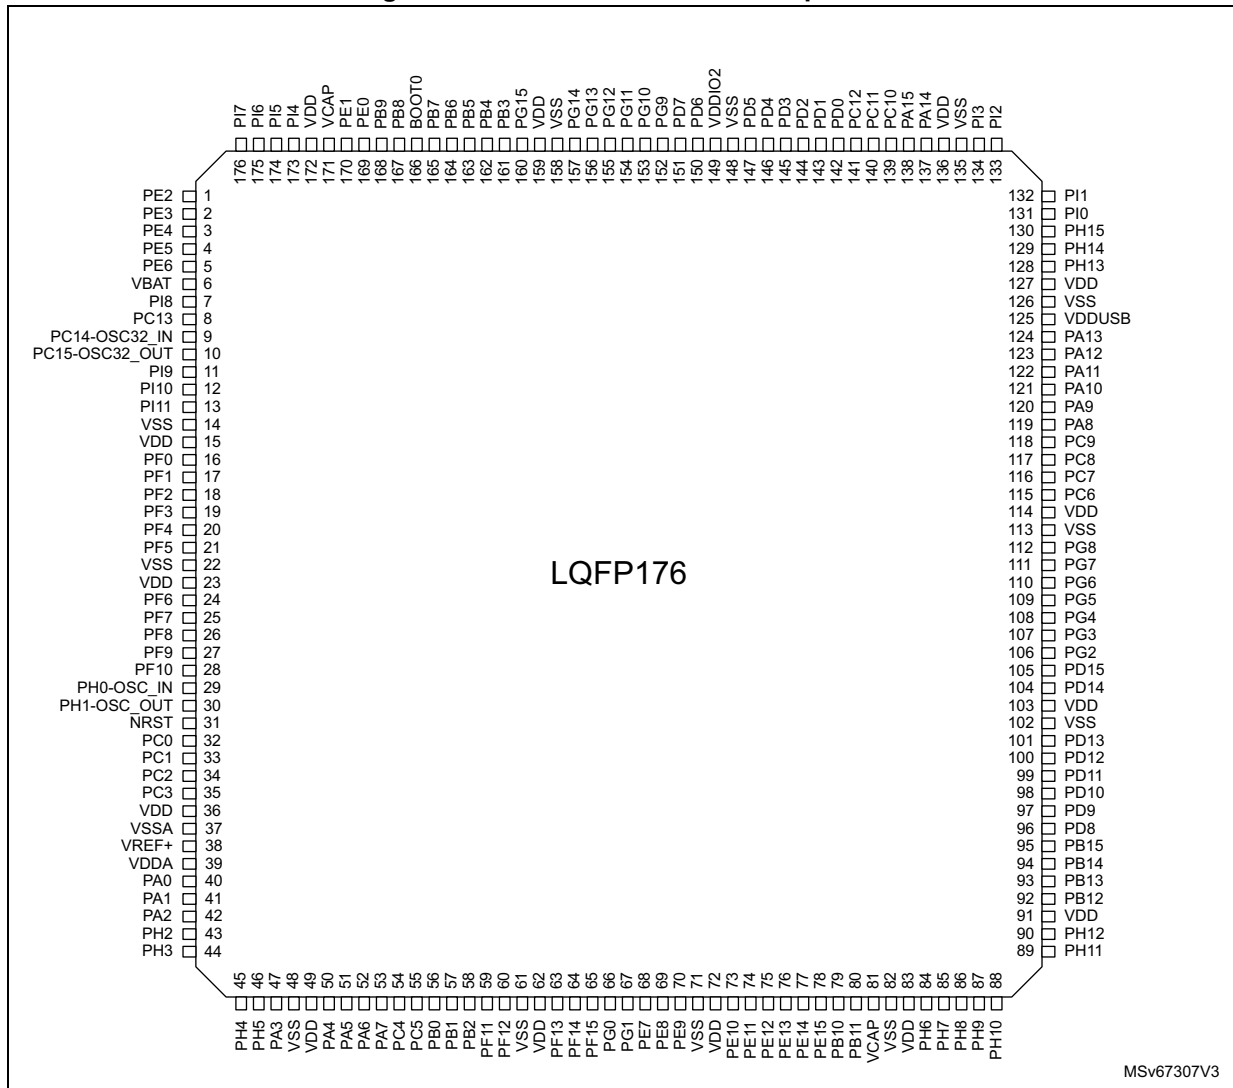 PI7 PI6 PI5 PI4 VDD VCAP PE1 PE0 PB9 PB8 BOOT0 PB7 PB6 PB5 PB4 PB3 PG15 VDD VSS PG14 PG13 PG12 PG11 PG10 PG9 PD7 PD6 VDDIO2 VSS PD5 PD4 PD3 PD2 PD1 PD0 PC12 PC11 PC10 PA15 PA14 VDD VSS PI3 PI2
176 175 174 173 172 171 170 169 168 167 166 165 164 163 162 161 160 159 158 157 156 155 154 153 152 151 150 149 148 147 146 145 144 143 142 141 140 139 138 137 136 135 134 133
PE2 1 132 PI1
PE3 2 131 PI0
PE4 3 130 PH15
PE5 4 129 PH14
PE6 5 128 PH13
VBAT 6 127 VDD
PI8 7 126 VSS
PC13 8 125 VDDUSB
PC14-OSC32_IN 9 124 PA13
PC15-OSC32_OUT 10 123 PA12
PI9 11 122 PA11
PI10 12 121 PA10
PI11 13 120 PA9
VSS 14 119 PA8
VDD 15 118 PC9
PF0 16 117 PC8
PF1 17 116 PC7
PF2 18 115 PC6
PF3 19 114 VDD
PF4 20 113 VSS
PF5 21 112 PG8
VSS 22 111 PG7
VDD 23 110 PG6
LQFP176
PF6 24 109 PG5
PF7 25 108 PG4
PF8 26 107 PG3
PF9 27 106 PG2
PF10 28 105 PD15
PH0-OSC_IN 29 104 PD14
PH1-OSC_OUT 30 103 VDD
NRST 31 102 VSS
PC0 32 101 PD13
PC1 33 100 PD12
PC2 34 99 PD11
PC3 35 98 PD10
VDD 36 97 PD9
VSSA 37 96 PD8
VREF+ 38 95 PB15
VDDA 39 94 PB14
PA0 40 93 PB13
PA1 41 92 PB12
PA2 42 91 VDD
PH2 43 90 PH12
PH3 44 89 PH11
45 46 47 48 49 50 51 52 53 54 55 56 57 58 59 60 61 62 63 64 65 66 67 68 69 70 71 72 73 74 75 76 77 78 79 80 81 82 83 84 85 86 87 88
PH4 PH5 PA3 VSS VDD PA4 PA5 PA6 PA7 PC4 PC5 PB0 PB1 PB2 PF11 PF12 VSS VDD PF13 PF14 PF15 PG0 PG1 PE7 PE8 PE9 VSS VDD PE10 PE11 PE12 PE13 PE14 PE15 PB10 PB11 VCAP VSS VDD PH6 PH7 PH8 PH9 PH10
MSv67307V3